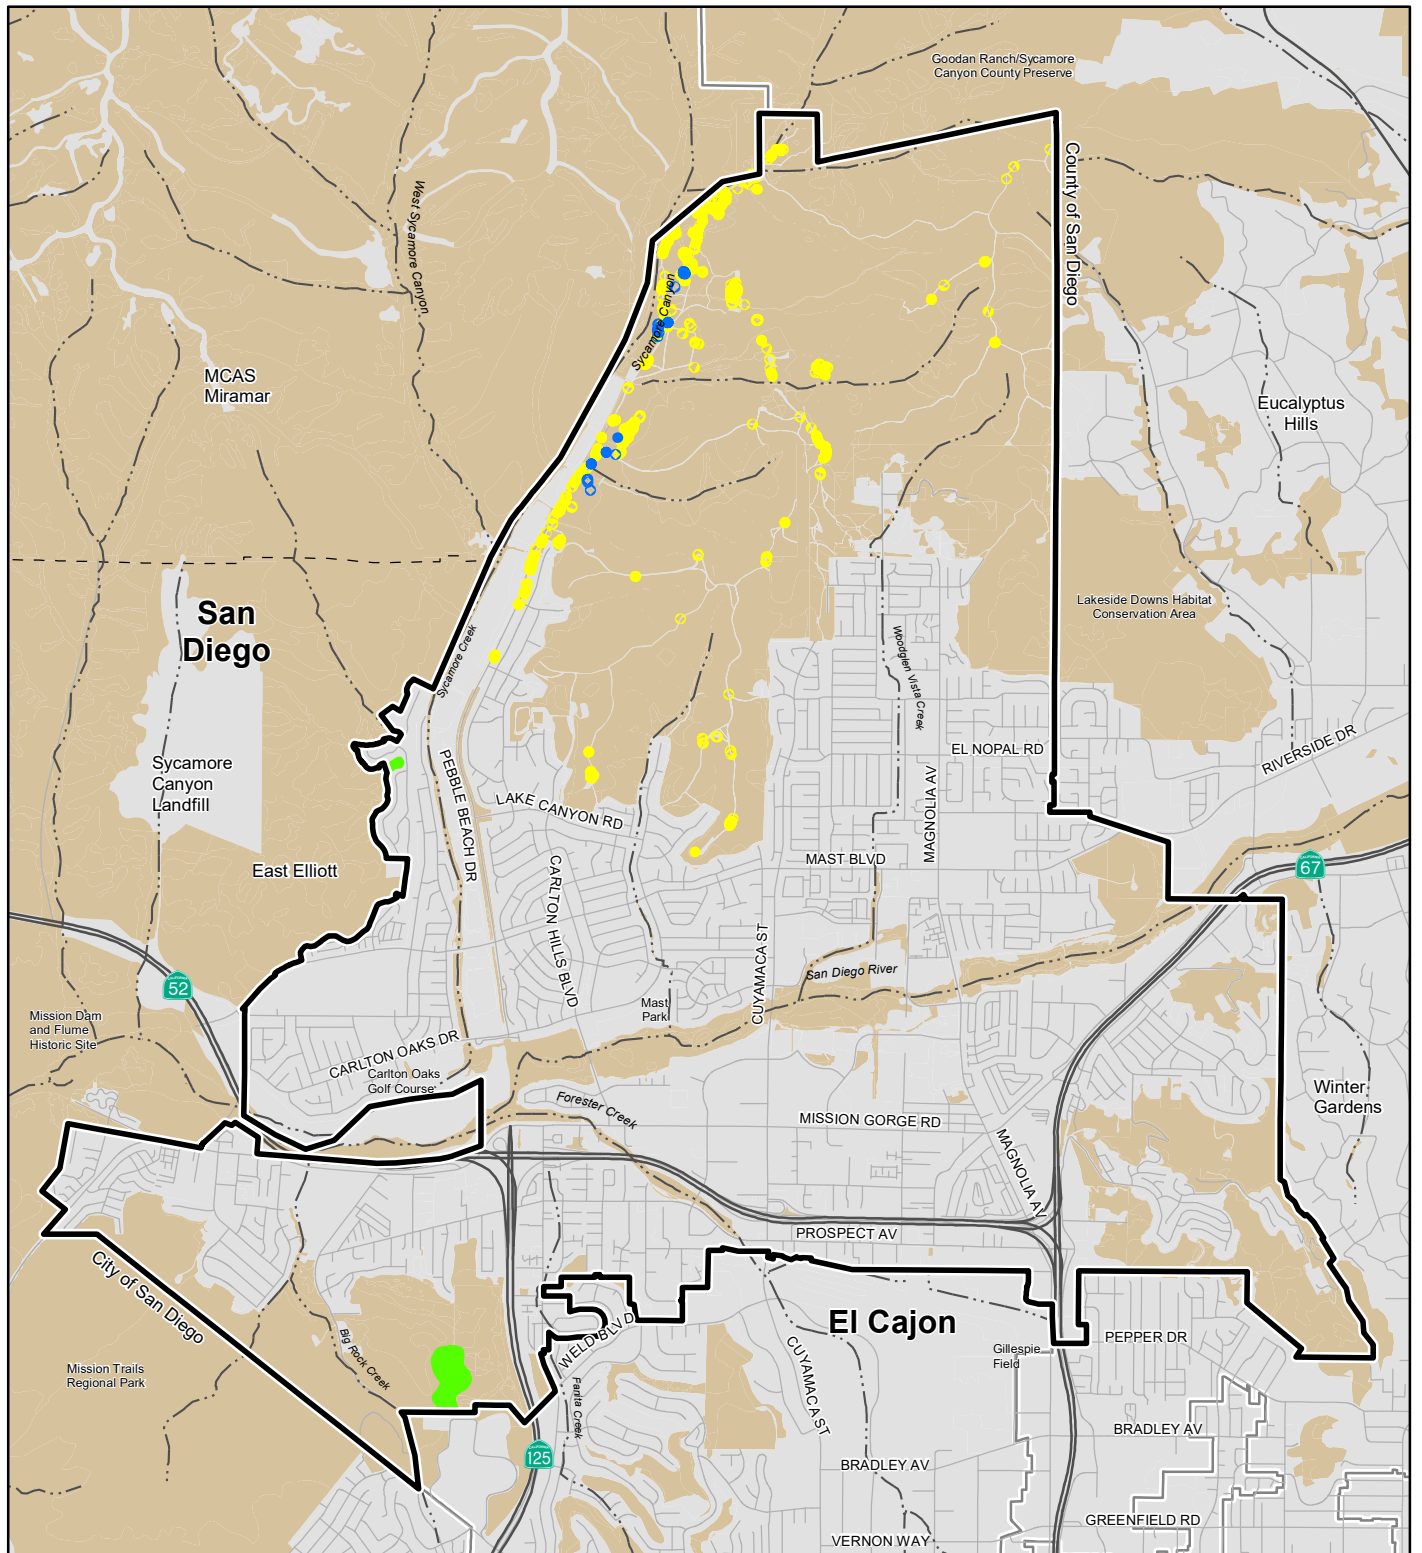 Goodan Ranch/Sycamore
Canyon County Preserve
County of San Diego
West Sycamore Canyon
Sycamore Canyon
MCAS
Miramar
Eucalyptus
Hills
San
Diego
Lakeside Downs Habitat
Conservation Area
Sycamore Creek
Woodglen Vista Creek
Sycamore
Canyon
Landfill
EL NOPAL RD
RIVERSIDE DR
PEBBLE BEACH DR
LAKE CANYON RD
MAGNOLIA AV
MAST BLVD
East Elliott
CARLTON HILLS BLVD
CALIFORNIA
67
CUYAMACA ST
San Diego River
CALIFORNIA
52
Mast
Park
Mission Dam
and Flume
Historic Site
CARLTON OAKS DR
Carlton Oaks
Golf Course
Forester Creek
MISSION GORGE RD
Winter
Gardens
MAGNOLIA AV
PROSPECT AV
City of San Diego
El Cajon
WELD BLVD
PEPPER DR
Gillespie
Field
Big Rock Creek
Mission Trails
Regional Park
CUYAMACA ST
Fanita Creek
BRADLEY AV
CALIFORNIA
125
BRADLEY AV
GREENFIELD RD
VERNON WAY